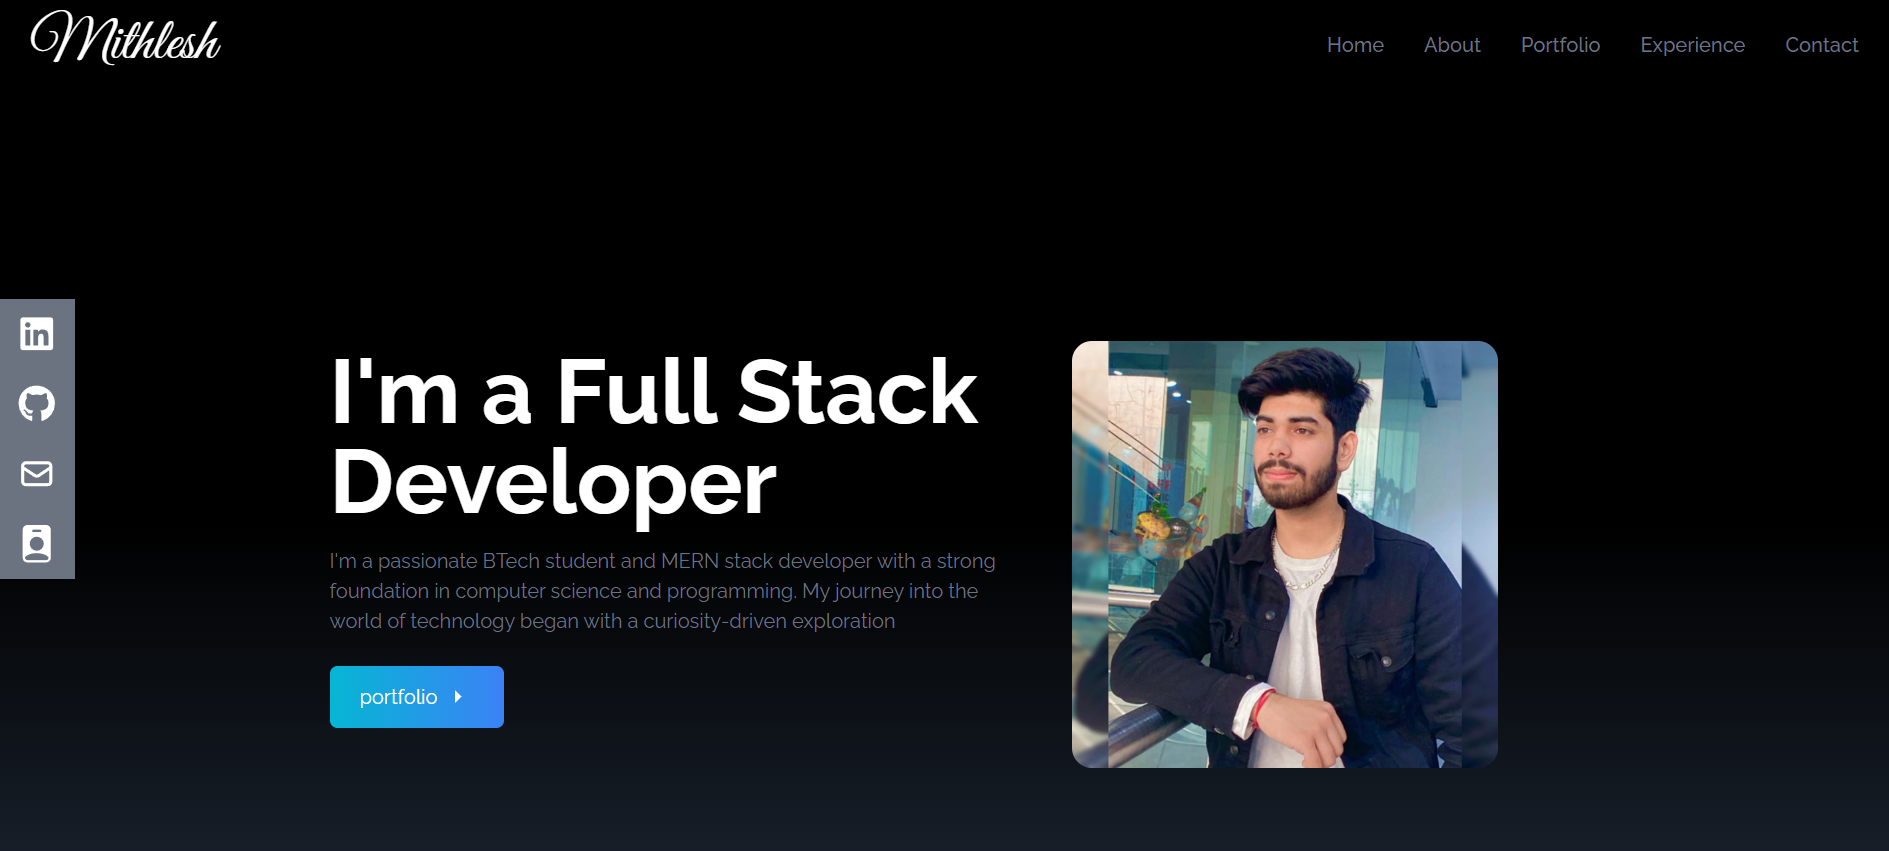 Mithlesh
Home About Portfolio Experience Contact
in
I'm a Full Stack
Developer
I'm a passionate BTech student and MERN stack developer with a strong
foundation in computer science and programming. My journey into the
world of technology began with a curiosity-driven exploration
portfolio